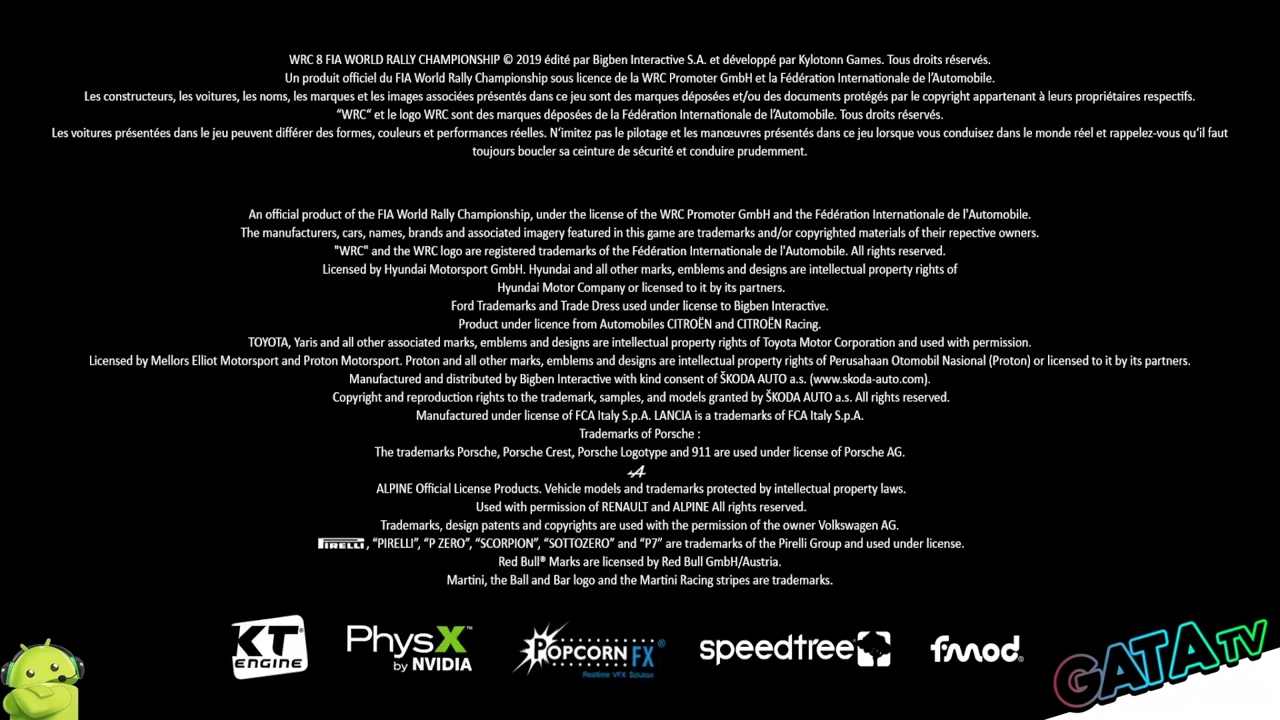 WRC 8 FIA WORLD RALLY CHAMPIONSHIP © 2019 édité par Bigben Interactive S.A. et développé par Kylotonn Games. Tous droits réservés.
Un produit officiel du FIA World Rally Championship sous licence de la WRC Promoter GmbH et la Fédération Internationale de l’Automobile.
Les constructeurs, les voitures, les noms, les marques et les images associées présentés dans ce jeu sont des marques déposées et/ou des documents protégés par le copyright appartenant à leurs propriétaires respectifs.
“WRC“ et le logo WRC sont des marques déposées de la Fédération Internationale de l’Automobile. Tous droits réservés.
Les voitures présentées dans le jeu peuvent différer des formes, couleurs et performances réelles. N’imitez pas le pilotage et les manœuvres présentés dans ce jeu lorsque vous conduisez dans le monde réel et rappelez-vous qu’il faut
toujours boucler sa ceinture de sécurité et conduire prudemment.
An official product of the FIA World Rally Championship, under the license of the WRC Promoter GmbH and the Fédération Internationale de l'Automobile.
The manufacturers, cars, names, brands and associated imagery featured in this game are trademarks and/or copyrighted materials of their repective owners.
"WRC" and the WRC logo are registered trademarks of the Fédération Internationale de l'Automobile. All rights reserved.
Licensed by Hyundai Motorsport GmbH. Hyundai and all other marks, emblems and designs are intellectual property rights of
Hyundai Motor Company or licensed to it by its partners.
Ford Trademarks and Trade Dress used under license to Bigben Interactive.
Product under licence from Automobiles CITROËN and CITROËN Racing.
TOYOTA, Yaris and all other associated marks, emblems and designs are intellectual property rights of Toyota Motor Corporation and used with permission.
Licensed by Mellors Elliot Motorsport and Proton Motorsport. Proton and all other marks, emblems and designs are intellectual property rights of Perusahaan Otomobil Nasional (Proton) or licensed to it by its partners.
Manufactured and distributed by Bigben Interactive with kind consent of ŠKODA AUTO a.s. (www.skoda-auto.com).
Copyright and reproduction rights to the trademark, samples, and models granted by ŠKODA AUTO a.s. All rights reserved.
Manufactured under license of FCA Italy S.p.A. LANCIA is a trademarks of FCA Italy S.p.A.
Trademarks of Porsche :
The trademarks Porsche, Porsche Crest, Porsche Logotype and 911 are used under license of Porsche AG.
ALPINE Official License Products. Vehicle models and trademarks protected by intellectual property laws.
Used with permission of RENAULT and ALPINE All rights reserved.
Trademarks, design patents and copyrights are used with the permission of the owner Volkswagen AG.
PIRELLI, “PIRELLI”, “P ZERO”, “SCORPION”, “SOTTOZERO” and “P7” are trademarks of the Pirelli Group and used under license.
Red Bull® Marks are licensed by Red Bull GmbH/Austria.
Martini, the Ball and Bar logo and the Martini Racing stripes are trademarks.
KT ENGINE
PhysX™ by NVIDIA
POPCORN FX® Realtime VFX Solution
speedtree
fmod®
GATA TV